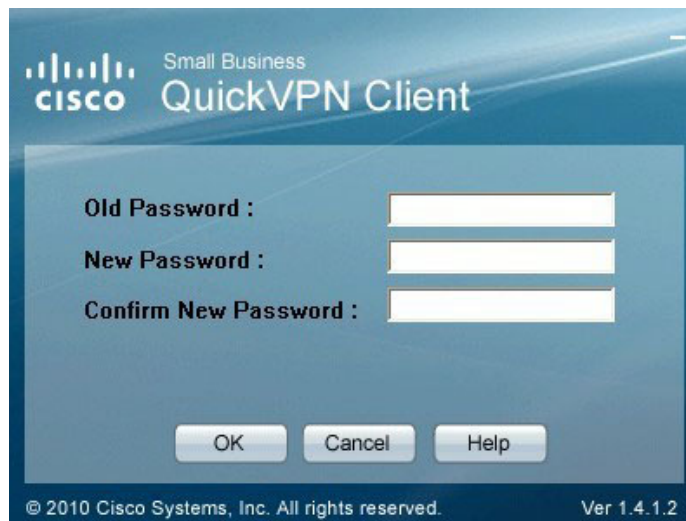 Small Business
CISCO QuickVPN Client
Old Password :
New Password :
Confirm New Password :
OK Cancel Help
© 2010 Cisco Systems, Inc. All rights reserved. Ver 1.4.1.2